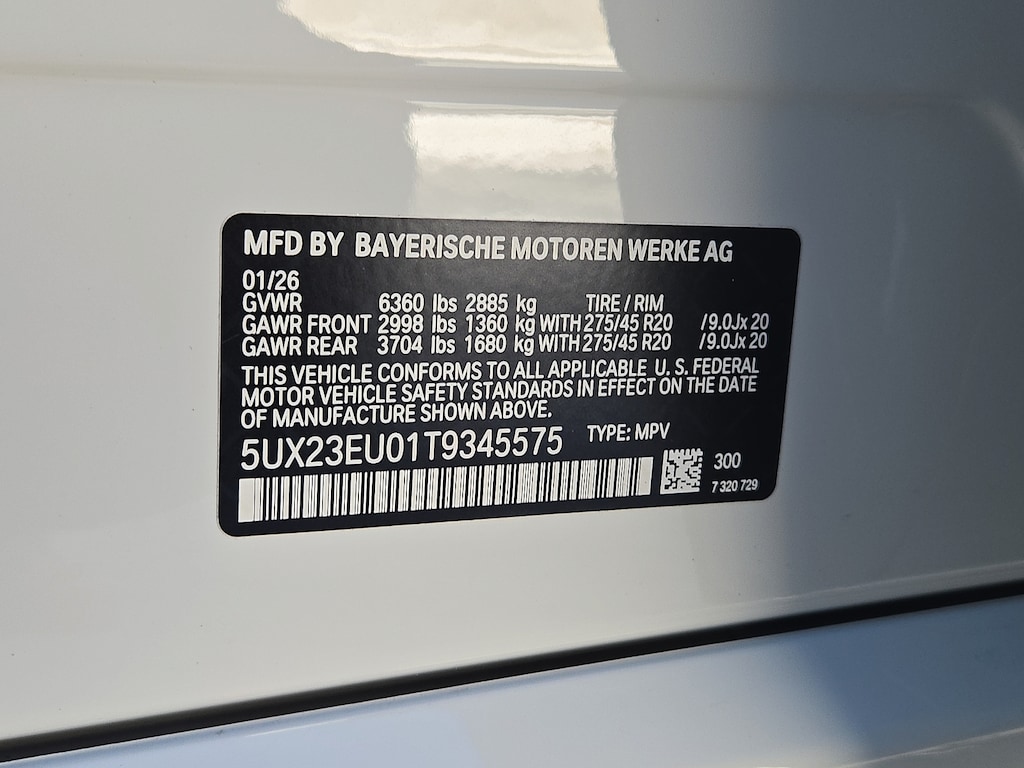 MFD BY BAYERISCHE MOTOREN WERKE AG
01/26
GVWR 6360 lbs 2885 kg TIRE / RIM
GAWR FRONT 2998 lbs 1360 kg WITH 275/45 R20 /9.0Jx 20
GAWR REAR 3704 lbs 1680 kg WITH 275/45 R20 /9.0Jx 20
THIS VEHICLE CONFORMS TO ALL APPLICABLE U. S. FEDERAL
MOTOR VEHICLE SAFETY STANDARDS IN EFFECT ON THE DATE
OF MANUFACTURE SHOWN ABOVE.
5UX23EU01T9345575 TYPE: MPV
300
7 320 729